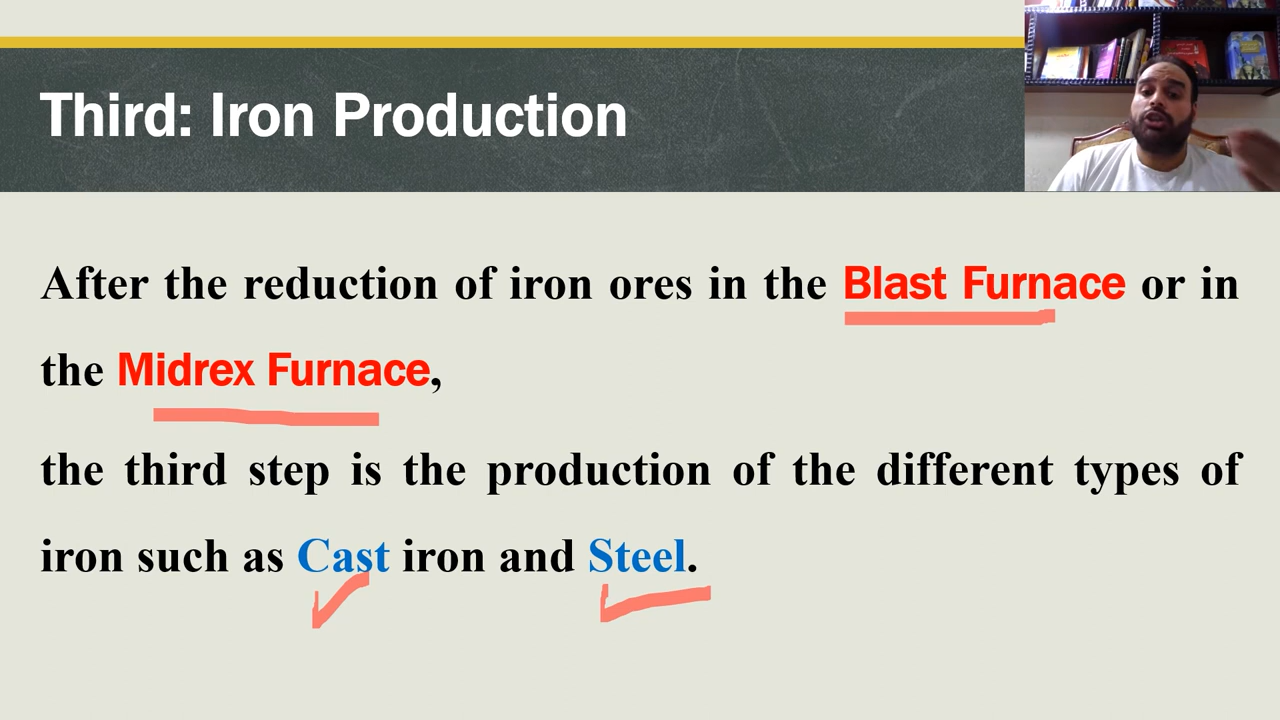 Third: Iron Production
After the reduction of iron ores in the Blast Furnace or in
the Midrex Furnace,
the third step is the production of the different types of
iron such as Cast iron and Steel.